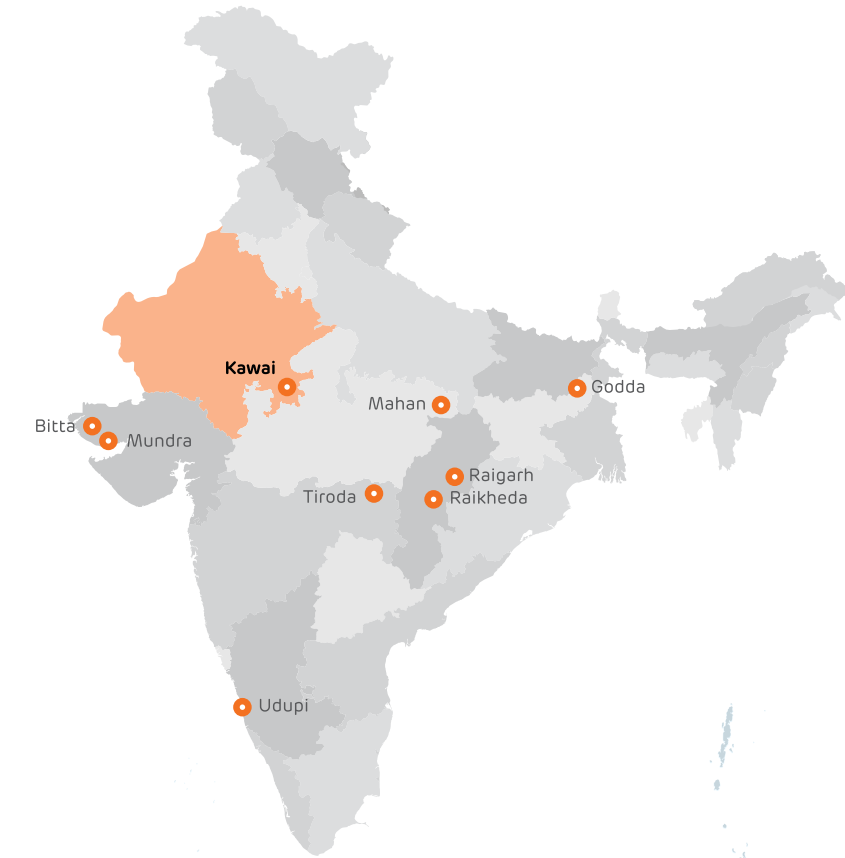 Kawai
Godda
Mahan
Bitta
Mundra
Raigarh
Tiroda
Raikheda
Udupi